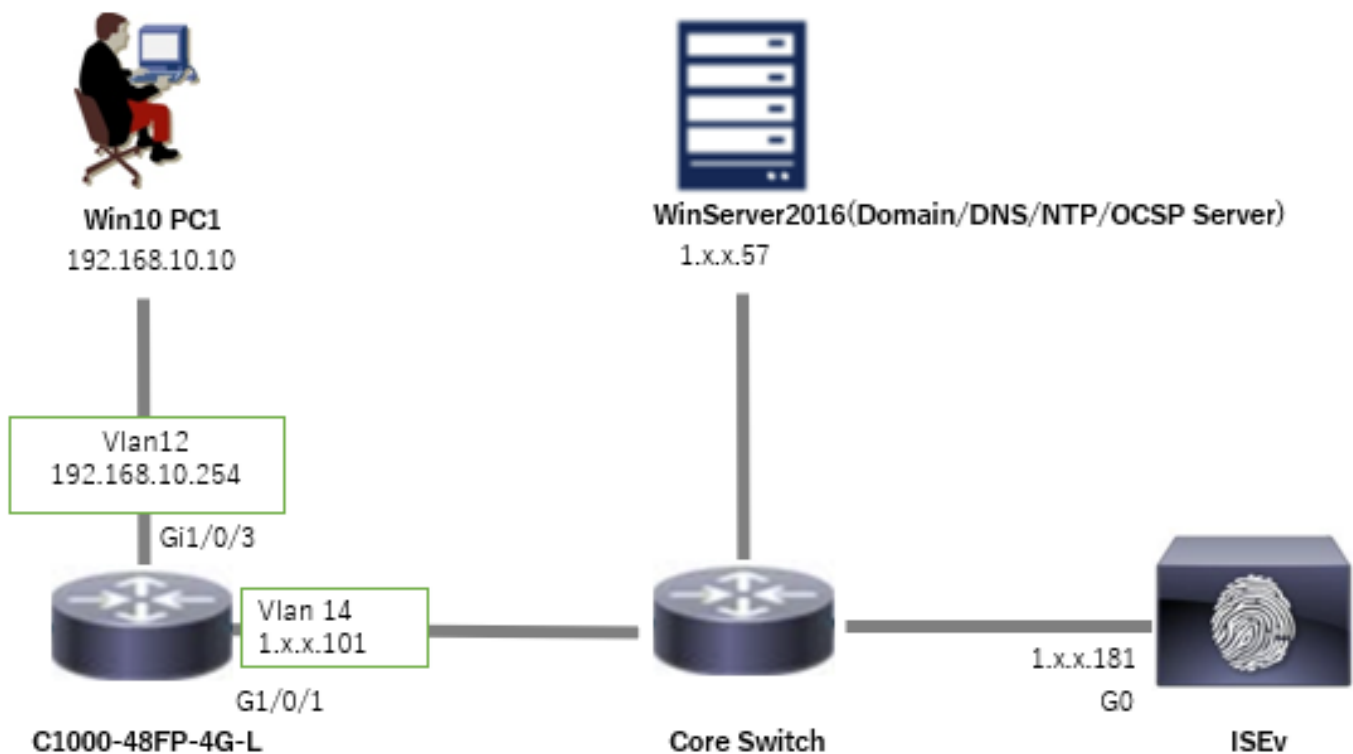 Win10 PC1
192.168.10.10
WinServer2016(Domain/DNS/NTP/OCSP Server)
1.x.x.57
Vlan12
192.168.10.254
Gi1/0/3
Vlan 14
1.x.x.101
G1/0/1
C1000-48FP-4G-L
Core Switch
1.x.x.181
G0
ISEv